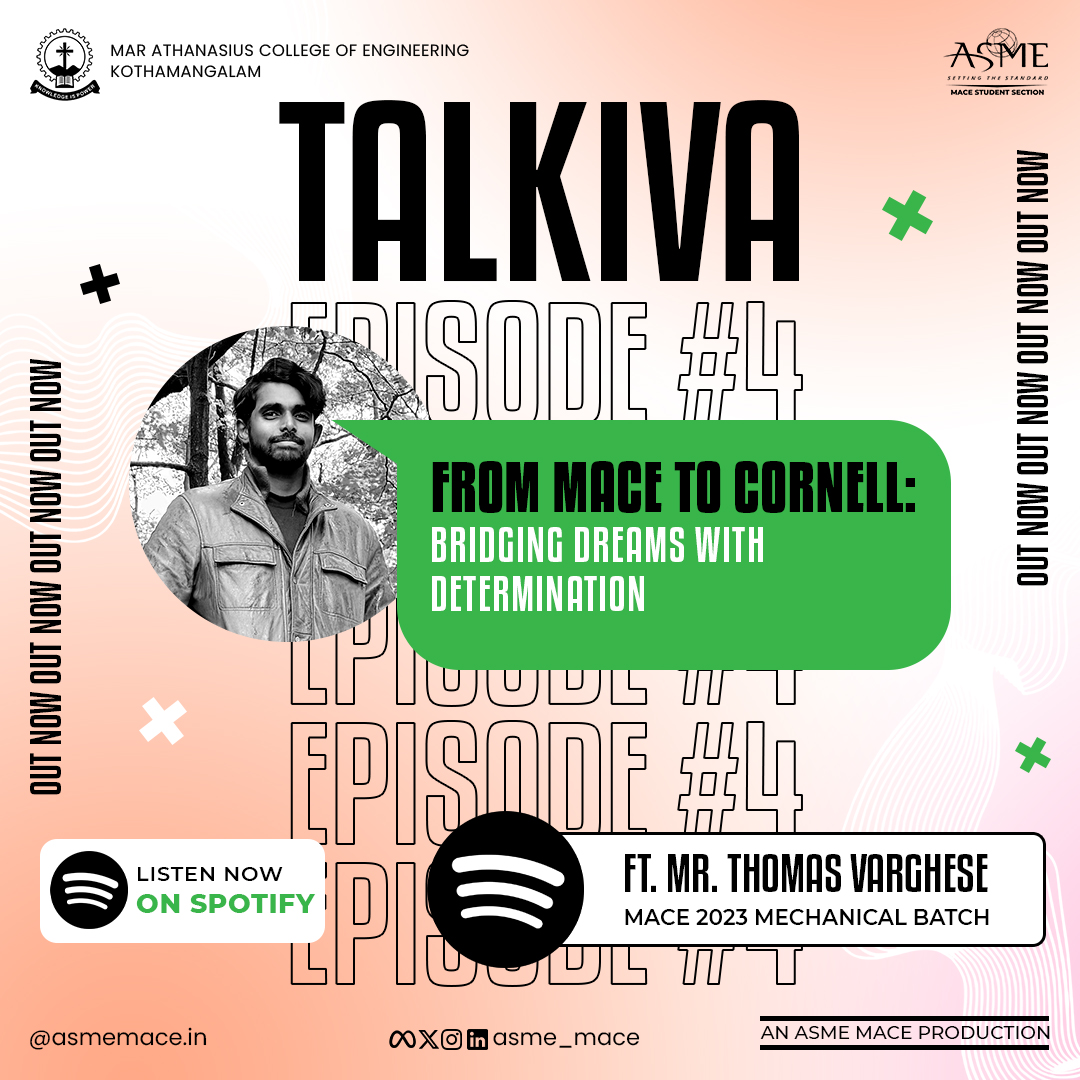 MAR ATHANASIUS COLLEGE OF ENGINEERING
KOTHAMANGALAM
KNOWLEDGE IS POWER
ASME
SETTING THE STANDARD
MACE STUDENT SECTION
TALKIVA
EPISODE #4
FROM MACE TO CORNELL:
BRIDGING DREAMS WITH
DETERMINATION
EPISODE #4
EPISODE #4
EPISODE #4
OUT NOW OUT NOW OUT NOW OUT NOW
OUT NOW OUT NOW OUT NOW OUT NOW
LISTEN NOW
ON SPOTIFY
FT. MR. THOMAS VARGHESE
MACE 2023 MECHANICAL BATCH
@asmemace.in
asme_mace
AN ASME MACE PRODUCTION